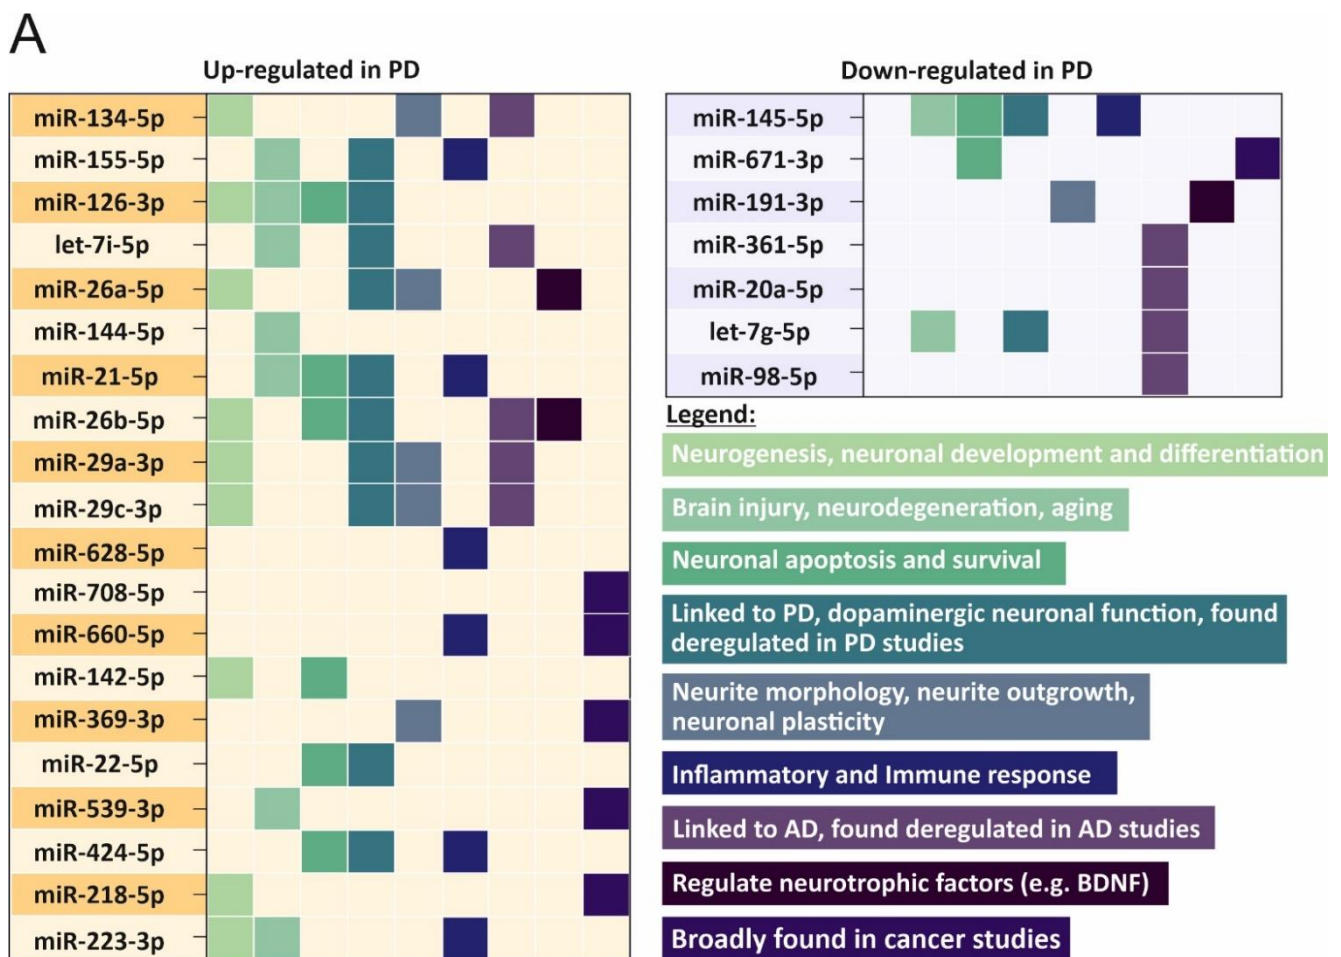 A
Up-regulated in PD
miR-134-5p
miR-155-5p
miR-126-3p
let-7i-5p
miR-26a-5p
miR-144-5p
miR-21-5p
miR-26b-5p
miR-29a-3p
miR-29c-3p
miR-628-5p
miR-708-5p
miR-660-5p
miR-142-5p
miR-369-3p
miR-22-5p
miR-539-3p
miR-424-5p
miR-218-5p
miR-223-3p
Down-regulated in PD
miR-145-5p
miR-671-3p
miR-191-3p
miR-361-5p
miR-20a-5p
let-7g-5p
miR-98-5p
Legend:
Neurogenesis, neuronal development and differentiation
Brain injury, neurodegeneration, aging
Neuronal apoptosis and survival
Linked to PD, dopaminergic neuronal function, found
deregulated in PD studies
Neurite morphology, neurite outgrowth,
neuronal plasticity
Inflammatory and Immune response
Linked to AD, found deregulated in AD studies
Regulate neurotrophic factors (e.g. BDNF)
Broadly found in cancer studies